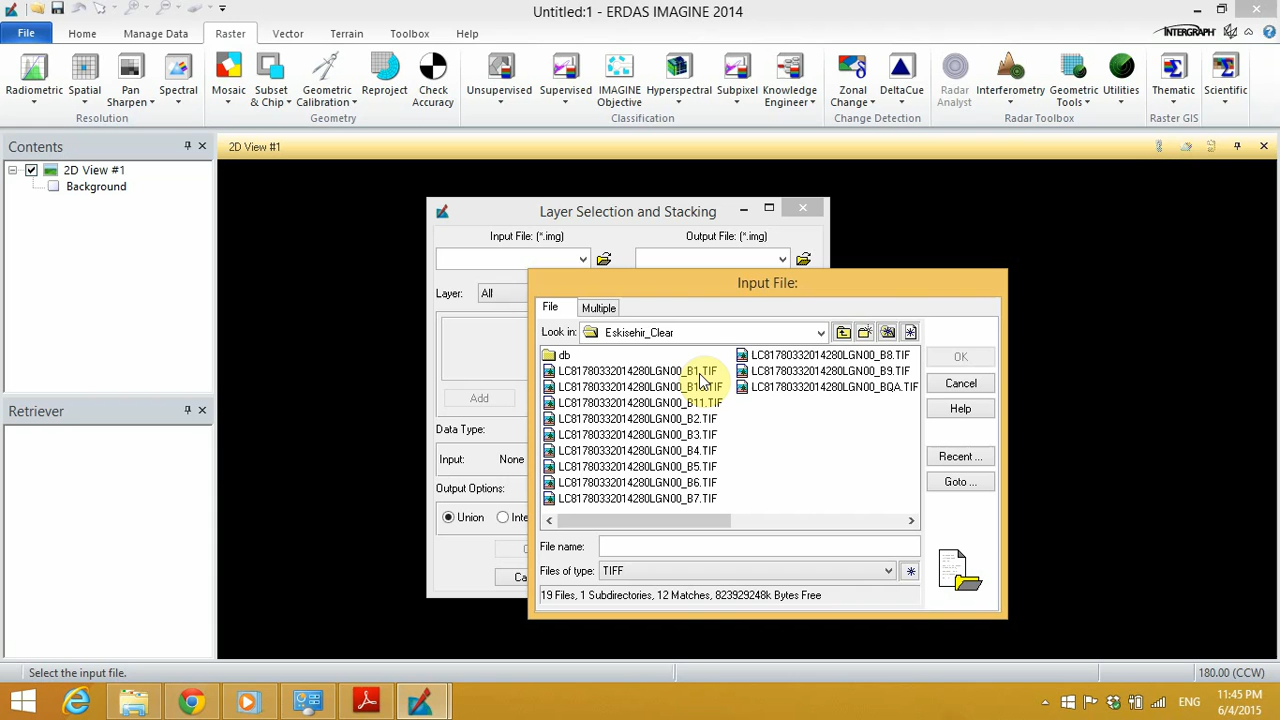 Untitled:1 - ERDAS IMAGINE 2014
File Home Manage Data Raster Vector Terrain Toolbox Help
INTERGRAPH
Radiometric Spatial Pan Sharpen Spectral
Resolution
Mosaic Subset & Chip Geometric Calibration Reproject Check Accuracy
Geometry
Unsupervised Supervised IMAGINE Objective Hyperspectral Subpixel Knowledge Engineer
Classification
Zonal Change DeltaCue
Change Detection
Radar Analyst Interferometry Geometric Tools Utilities
Radar Toolbox
Thematic
Raster GIS
Scientific
Contents
2D View #1
Background
2D View #1
Retriever
Layer Selection and Stacking
Input File: (*.img) Output File: (*.img)
Layer: All
Add
Data Type:
Input: None
Output Options:
Union Inte
Ca
Input File:
File Multiple
Look in: Eskisehir_Clear
db
LC81780332014280LGN00_B1.TIF
LC81780332014280LGN00_B10.TIF
LC81780332014280LGN00_B11.TIF
LC81780332014280LGN00_B2.TIF
LC81780332014280LGN00_B3.TIF
LC81780332014280LGN00_B4.TIF
LC81780332014280LGN00_B5.TIF
LC81780332014280LGN00_B6.TIF
LC81780332014280LGN00_B7.TIF
LC81780332014280LGN00_B8.TIF
LC81780332014280LGN00_B9.TIF
LC81780332014280LGN00_BQA.TIF
OK
Cancel
Help
Recent ...
Goto ...
File name:
Files of type: TIFF
19 Files, 1 Subdirectories, 12 Matches, 823929248k Bytes Free
Select the input file.
180.00 (CCW)
ENG
11:45 PM
6/4/2015